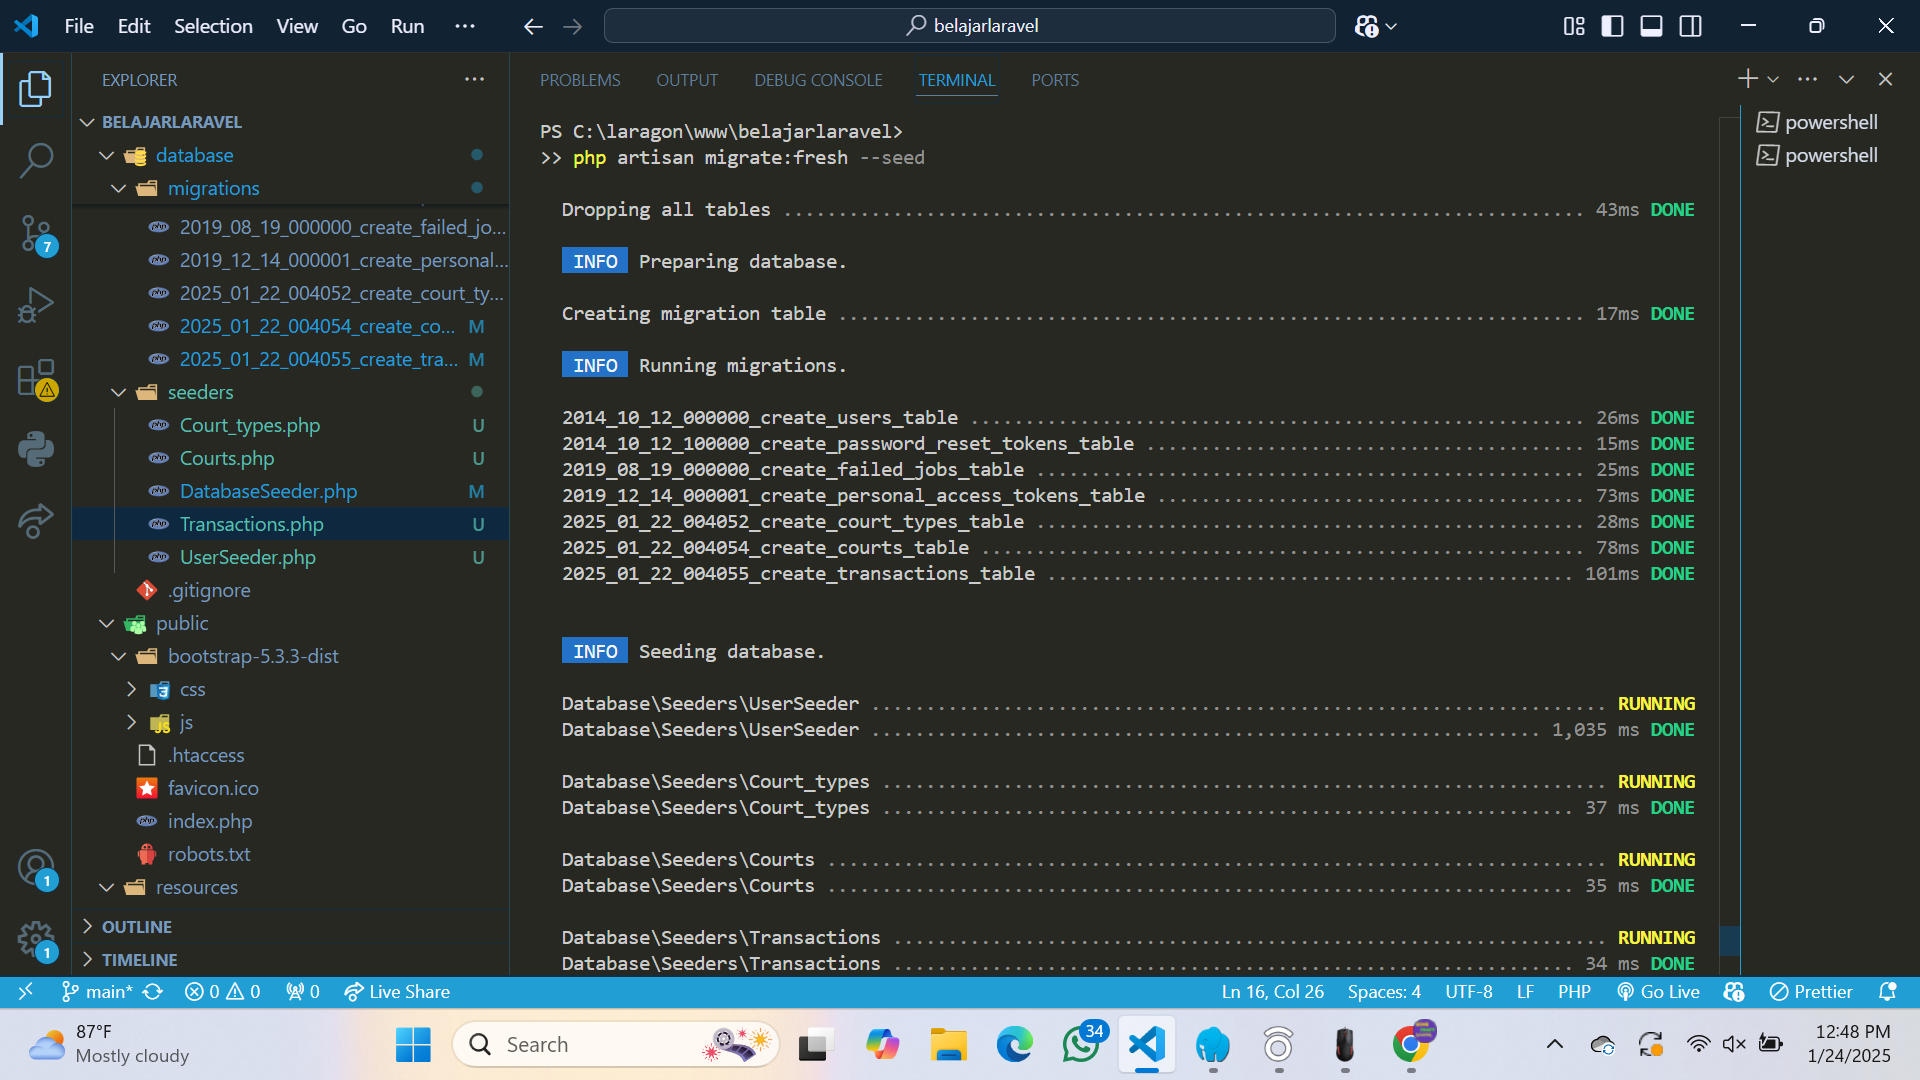 File Edit Selection View Go Run ···
belajarlaravel
EXPLORER
BELAJARLARAVEL
database
migrations
2019_08_19_000000_create_failed_jo...
2019_12_14_000001_create_personal...
2025_01_22_004052_create_court_ty...
2025_01_22_004054_create_co... M
2025_01_22_004055_create_tra... M
seeders
Court_types.php U
Courts.php U
DatabaseSeeder.php M
Transactions.php U
UserSeeder.php U
.gitignore
public
bootstrap-5.3.3-dist
css
js
.htaccess
favicon.ico
index.php
robots.txt
resources
OUTLINE
TIMELINE
7
1
1
PROBLEMS OUTPUT DEBUG CONSOLE TERMINAL PORTS
powershell
powershell
PS C:\laragon\www\belajarlaravel>
>> php artisan migrate:fresh --seed
Dropping all tables ........................................................................ 43ms DONE
INFO Preparing database.
Creating migration table ................................................................... 17ms DONE
INFO Running migrations.
2014_10_12_000000_create_users_table ....................................................... 26ms DONE
2014_10_12_100000_create_password_reset_tokens_table ....................................... 15ms DONE
2019_08_19_000000_create_failed_jobs_table ................................................. 25ms DONE
2019_12_14_000001_create_personal_access_tokens_table ...................................... 73ms DONE
2025_01_22_004052_create_court_types_table ................................................. 28ms DONE
2025_01_22_004054_create_courts_table ...................................................... 78ms DONE
2025_01_22_004055_create_transactions_table ............................................... 101ms DONE
INFO Seeding database.
Database\Seeders\UserSeeder .................................................................. RUNNING
Database\Seeders\UserSeeder ............................................................ 1,035 ms DONE
Database\Seeders\Court_types ................................................................. RUNNING
Database\Seeders\Court_types .............................................................. 37 ms DONE
Database\Seeders\Courts ...................................................................... RUNNING
Database\Seeders\Courts ................................................................... 35 ms DONE
Database\Seeders\Transactions ................................................................ RUNNING
Database\Seeders\Transactions ............................................................. 34 ms DONE
main* 0 0 0 Live Share Ln 16, Col 26 Spaces: 4 UTF-8 LF PHP Go Live Prettier
87°F
Mostly cloudy
Search
34
12:48 PM
1/24/2025